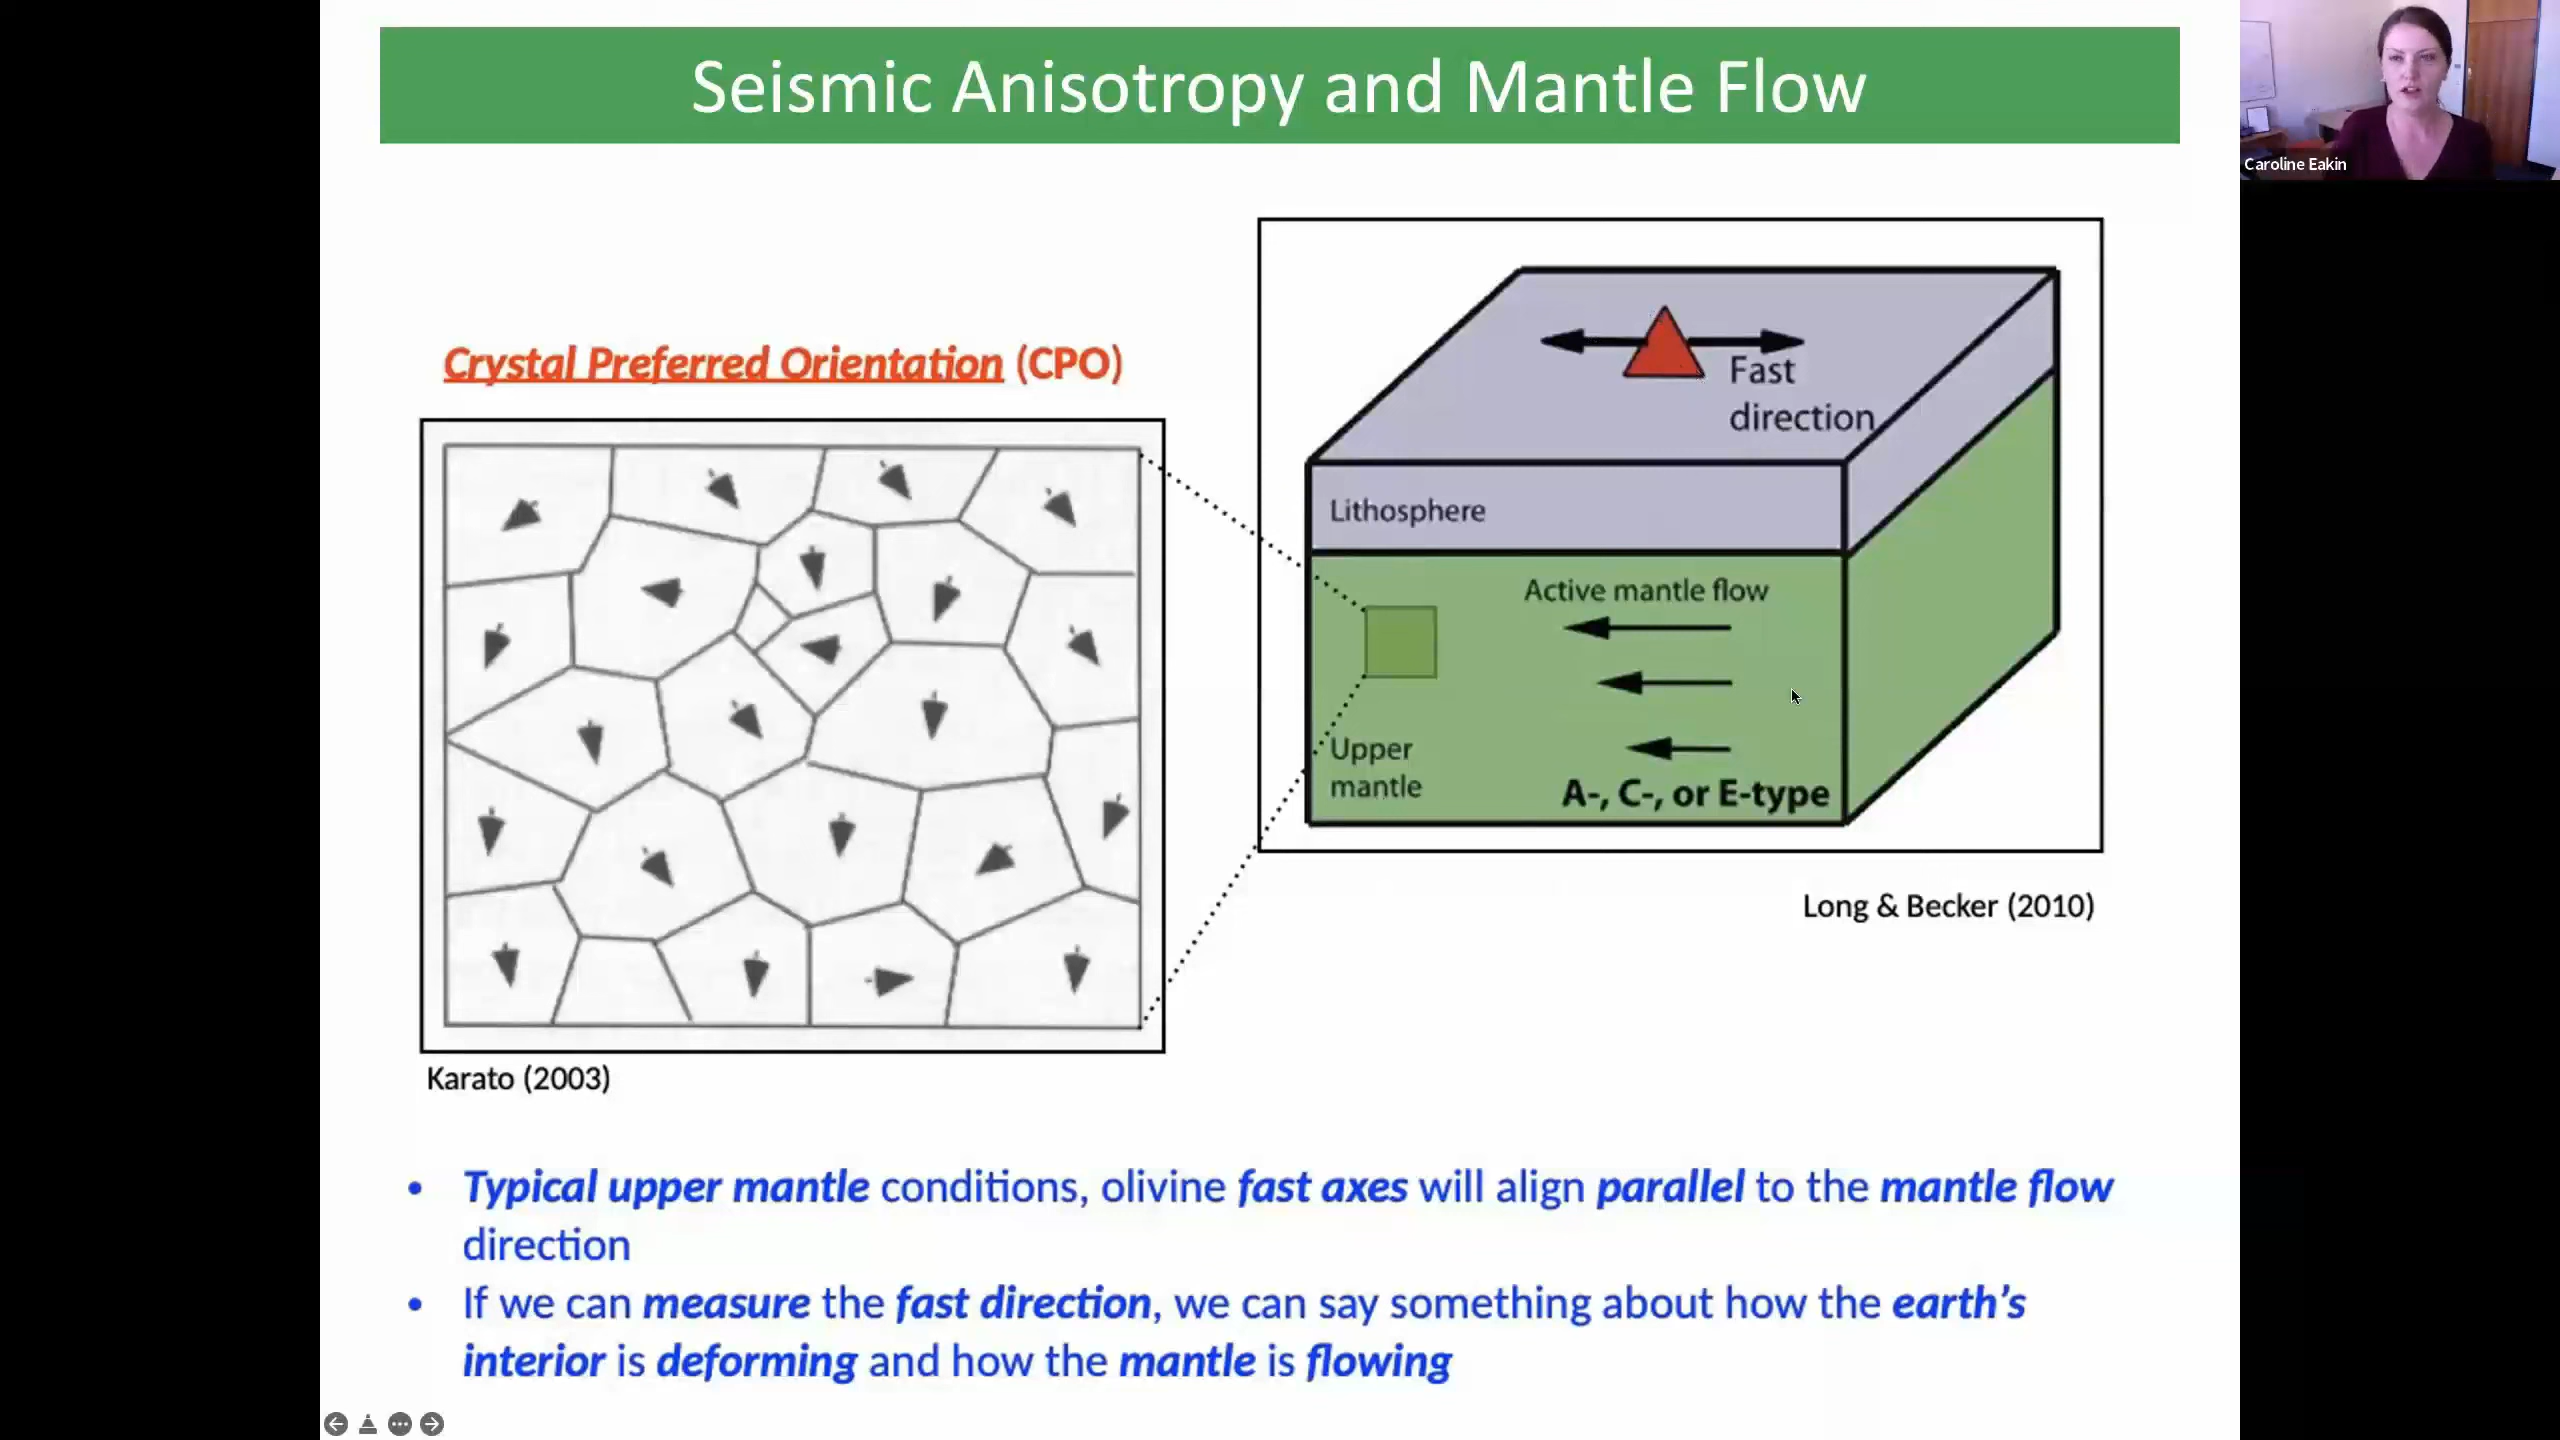 Seismic Anisotropy and Mantle Flow
Caroline Eakin
Crystal Preferred Orientation (CPO)
Karato (2003)
Fast
direction
Lithosphere
Active mantle flow
Upper
mantle
A-, C-, or E-type
Long & Becker (2010)
• Typical upper mantle conditions, olivine fast axes will align parallel to the mantle flow
direction
• If we can measure the fast direction, we can say something about how the earth’s
interior is deforming and how the mantle is flowing